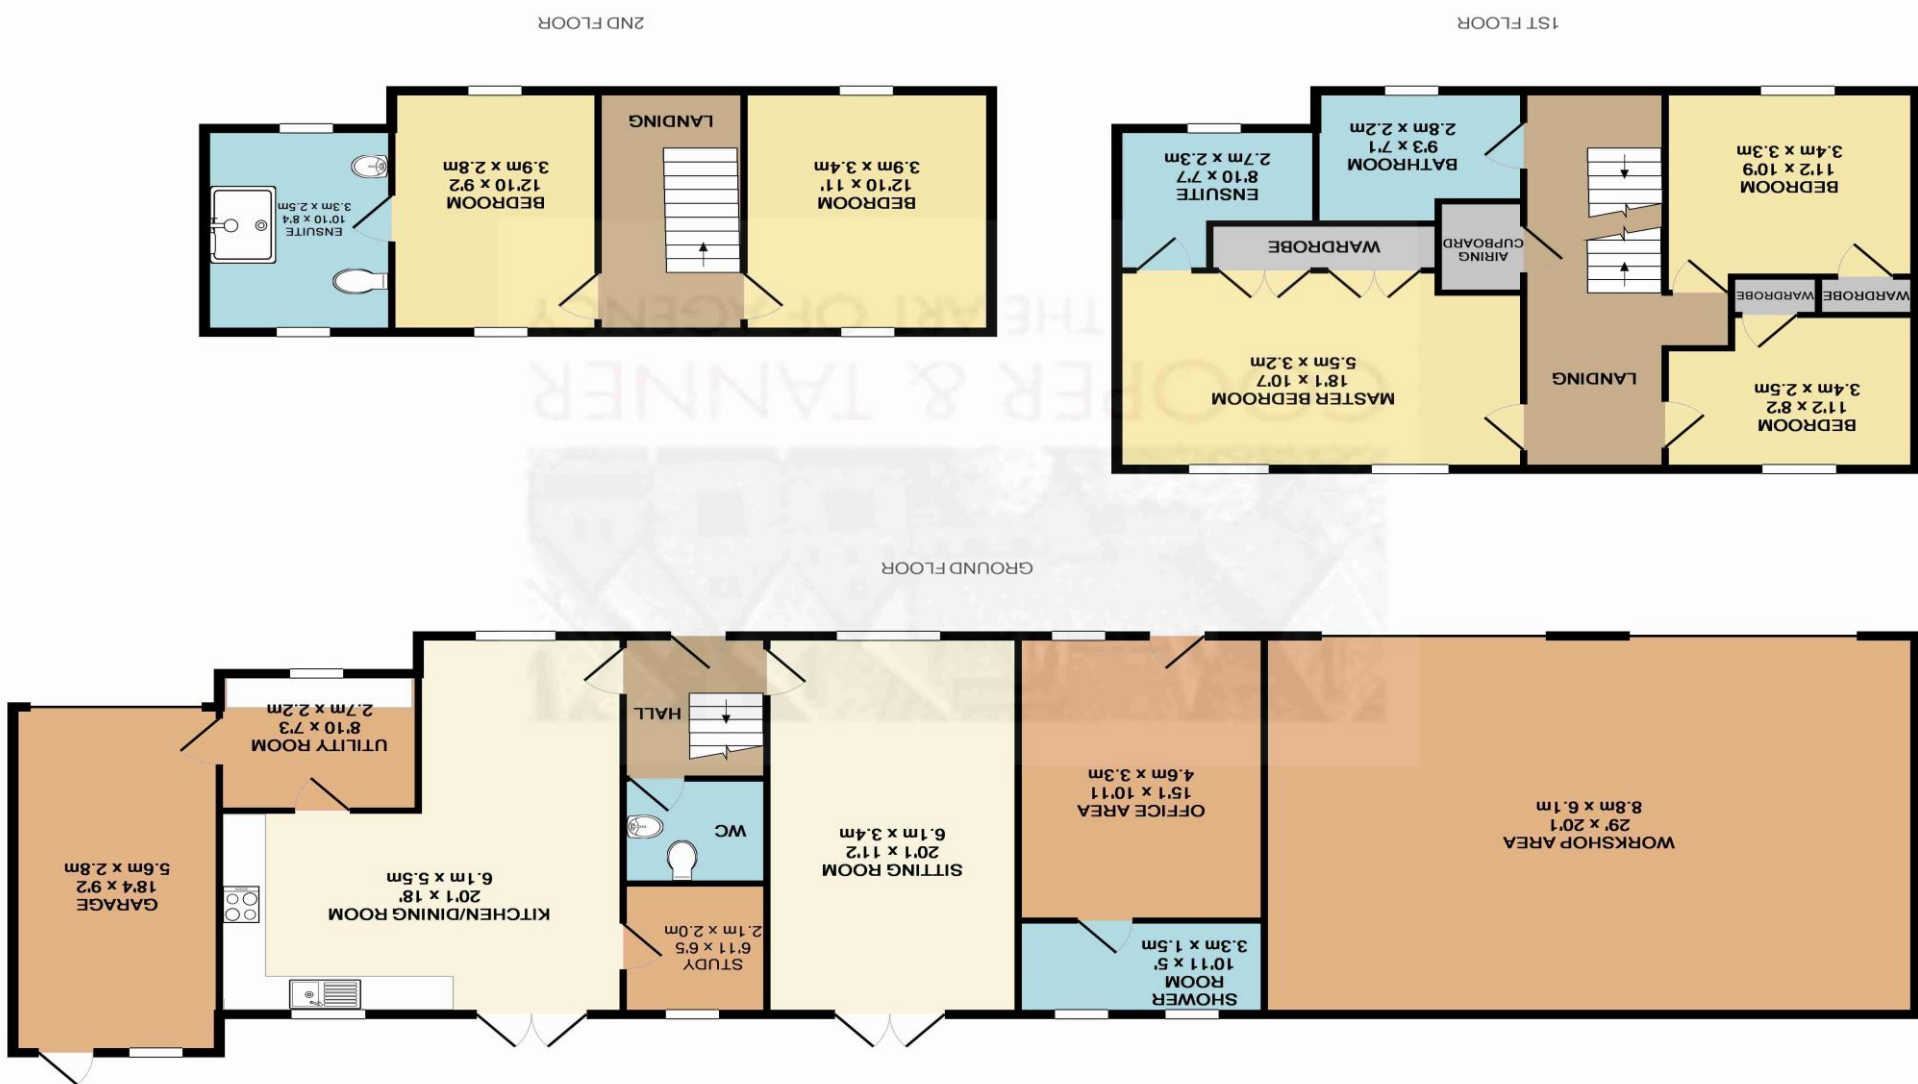 SHOWER
ROOM
10'11 x 5'
3.3m x 1.5m
STUDY
6'11 x 6'5
2.1m x 2.0m
KITCHEN/DINING ROOM
20'1 x 18'
6.1m x 5.5m
GARAGE
18'4 x 9'2
5.6m x 2.8m
SITTING ROOM
20'1 x 11'2
6.1m x 3.4m
WORKSHOP AREA
29' x 20'1
8.8m x 6.1m
WC
OFFICE AREA
15'1 x 10'11
4.6m x 3.3m
UTILITY ROOM
8'10 x 7'3
2.7m x 2.2m
HALL
GROUND FLOOR
BEDROOM
11'2 x 8'2
3.4m x 2.5m
LANDING
MASTER BEDROOM
18'1 x 10'7
5.5m x 3.2m
WARDROBE
WARDROBE
WARDROBE
AIRING
CUPBOARD
BEDROOM
11'2 x 10'9
3.4m x 3.3m
BATHROOM
9'3 x 7'1
2.8m x 2.2m
ENSUITE
8'10 x 7'7
2.7m x 2.3m
1ST FLOOR
COOPER & TANNER
THE ART OF AGENCY
BEDROOM
12'10 x 11'
3.9m x 3.4m
LANDING
BEDROOM
12'10 x 9'2
3.9m x 2.8m
ENSUITE
10'10 x 8'4
3.3m x 2.5m
2ND FLOOR